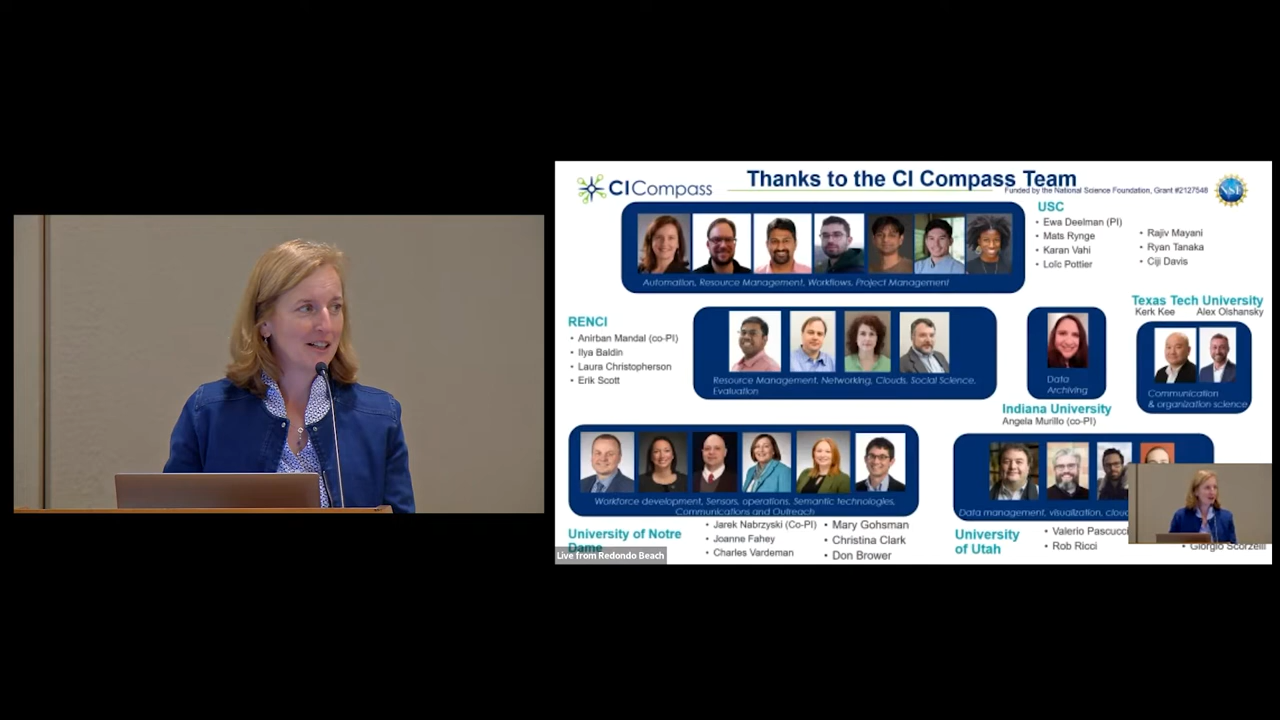 CI Compass
Thanks to the CI Compass Team
Funded by the National Science Foundation, Grant #2127548
NSF
USC
• Ewa Deelman (PI)
• Mats Rynge
• Karan Vahi
• Loïc Pottier
• Rajiv Mayani
• Ryan Tanaka
• Ciji Davis
Automation, Resource Management, Workflows, Project Management
RENCI
• Anirban Mandal (co-PI)
• Ilya Baldin
• Laura Christopherson
• Erik Scott
Resource Management, Networking, Clouds, Social Science,
Evaluation
Data
Archiving
Indiana University
Angela Murillo (co-PI)
Texas Tech University
Kerk Kee Alex Olshansky
Communication
& organization science
Workforce development, Sensors, operations, Semantic technologies,
Communications and Outreach
University of Notre
Dame
• Jarek Nabrzyski (Co-PI)
• Joanne Fahey
• Charles Vardeman
• Mary Gohsman
• Christina Clark
• Don Brower
Data management, visualization, clou
University
of Utah
• Valerio Pascucci
• Rob Ricci
• Giorgio Scorzelli
Live from Redondo Beach